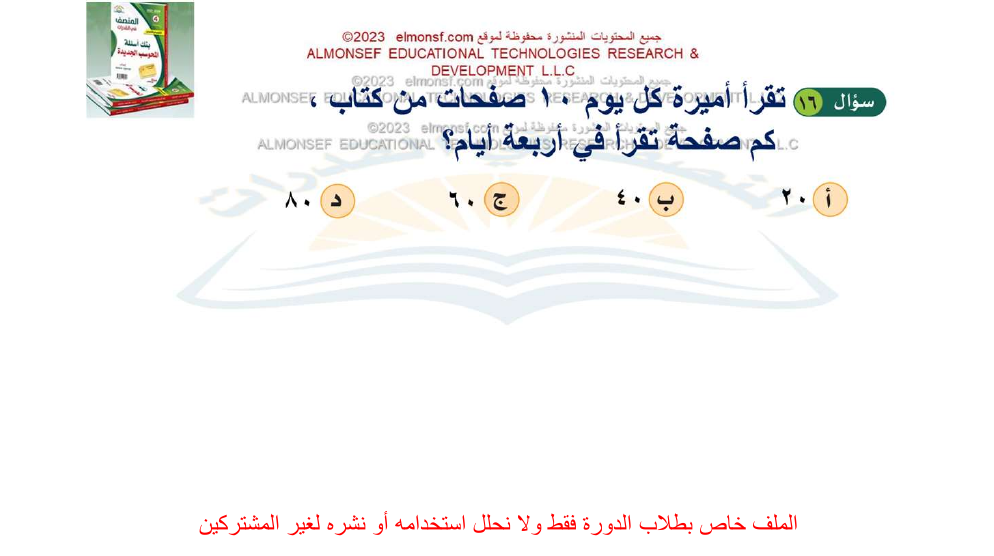 المنصف
في القدرات
بنك أسئلة
المحوسب الجديدة
جميع المحتويات المنشورة محفوظة لموقع elmonsf.com ©2023
ALMONSEF EDUCATIONAL TECHNOLOGIES RESEARCH &
DEVELOPMENT L.L.C
جميع المحتويات المنشورة محفوظة لموقع elmonsf.com ©2023
ALMONSEF EDUCATIONAL TECHNOLOGIES RESEARCH & DEVELOPMENT L.L.C
سؤال ١٦ تقرأ أميرة كل يوم ١٠ صفحات من كتاب ،
جميع المحتويات المنشورة محفوظة لموقع elmonsf.com ©2023
ALMONSEF EDUCATIONAL TECHNOLOGIES RESEARCH & DEVELOPMENT L.L.C
كم صفحة تقرأ في أربعة أيام؟
أ ٢٠ ب ٤٠ ج ٦٠ د ٨٠
الملف خاص بطلاب الدورة فقط ولا نحلل استخدامه أو نشره لغير المشتركين